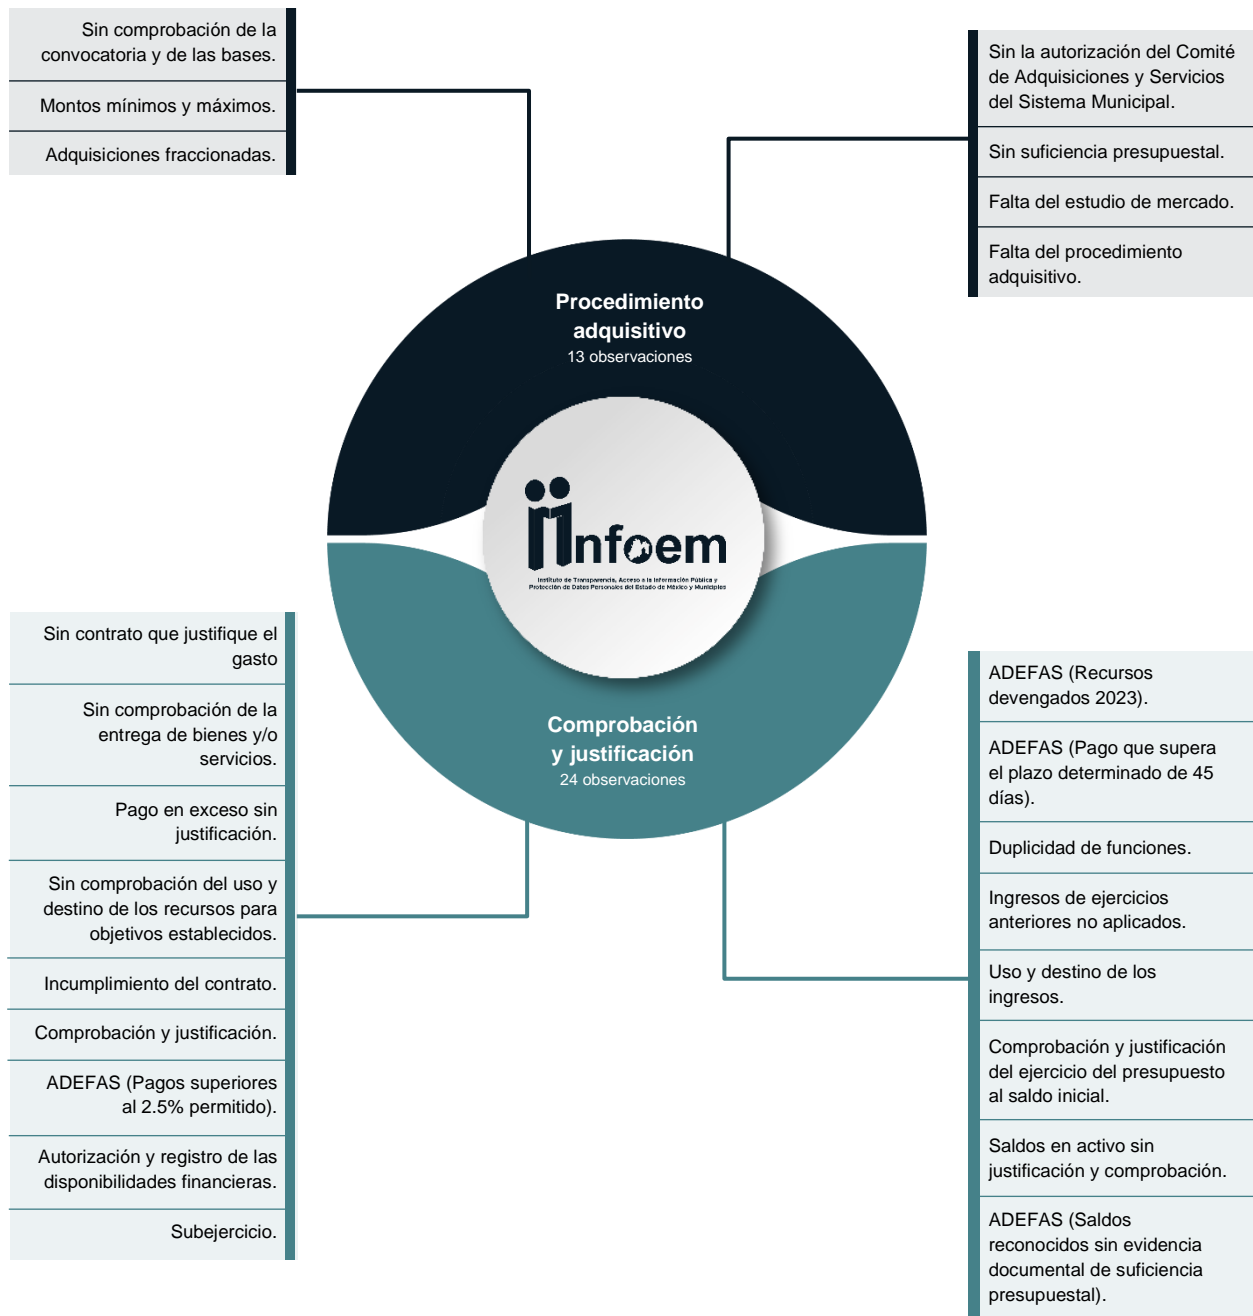 Sin comprobación de la
convocatoria y de las bases.
Montos mínimos y máximos.
Adquisiciones fraccionadas.
Sin la autorización del Comité
de Adquisiciones y Servicios
del Sistema Municipal.
Sin suficiencia presupuestal.
Falta del estudio de mercado.
Falta del procedimiento
adquisitivo.
Procedimiento
adquisitivo
13 observaciones
infoem
Instituto de Transparencia, Acceso a la Información Pública y
Protección de Datos Personales del Estado de México y Municipios
Comprobación
y justificación
24 observaciones
Sin contrato que justifique el
gasto
Sin comprobación de la
entrega de bienes y/o
servicios.
Pago en exceso sin
justificación.
Sin comprobación del uso y
destino de los recursos para
objetivos establecidos.
Incumplimiento del contrato.
Comprobación y justificación.
ADEFAS (Pagos superiores
al 2.5% permitido).
Autorización y registro de las
disponibilidades financieras.
Subejercicio.
ADEFAS (Recursos
devengados 2023).
ADEFAS (Pago que supera
el plazo determinado de 45
días).
Duplicidad de funciones.
Ingresos de ejercicios
anteriores no aplicados.
Uso y destino de los
ingresos.
Comprobación y justificación
del ejercicio del presupuesto
al saldo inicial.
Saldos en activo sin
justificación y comprobación.
ADEFAS (Saldos
reconocidos sin evidencia
documental de suficiencia
presupuestal).